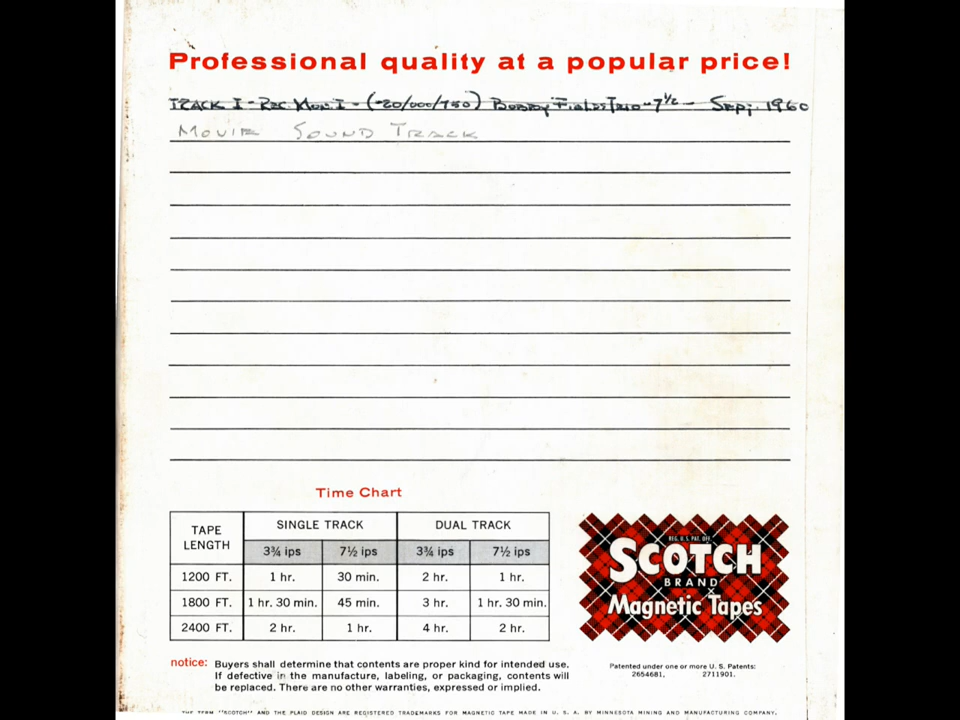 Professional quality at a popular price!
TRACK I - REC MON. I - (-20/000/750) BOBBY FIELDS TRIO - 7 1/2 - SEPT. 1960
MOVIE SOUND TRACK
Time Chart
TAPE LENGTH SINGLE TRACK DUAL TRACK
3¾ ips 7½ ips 3¾ ips 7½ ips
1200 FT. 1 hr. 30 min. 2 hr. 1 hr.
1800 FT. 1 hr. 30 min. 45 min. 3 hr. 1 hr. 30 min.
2400 FT. 2 hr. 1 hr. 4 hr. 2 hr.
REG. U.S. PAT. OFF.
SCOTCH
BRAND
Magnetic Tapes
notice: Buyers shall determine that contents are proper kind for intended use.
If defective in the manufacture, labeling, or packaging, contents will
be replaced. There are no other warranties, expressed or implied.
Patented under one or more U. S. Patents:
2654681, 2711901.
THE TERM "SCOTCH" AND THE PLAID DESIGN ARE REGISTERED TRADEMARKS FOR MAGNETIC TAPE MADE IN U. S. A. BY MINNESOTA MINING AND MANUFACTURING COMPANY,